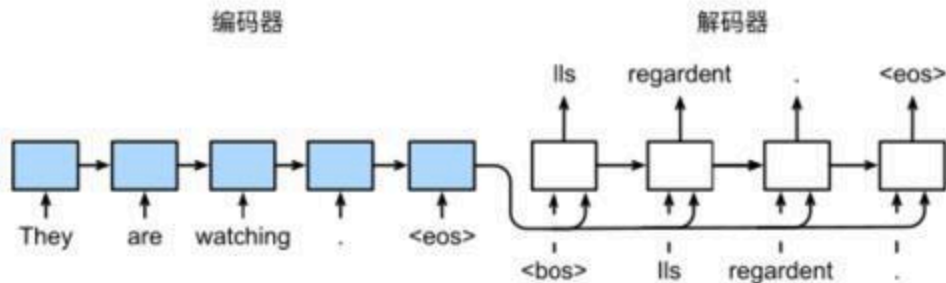 编码器 解码器
Ils regardent . <eos>
They are watching . <eos>
<bos> Ils regardent .